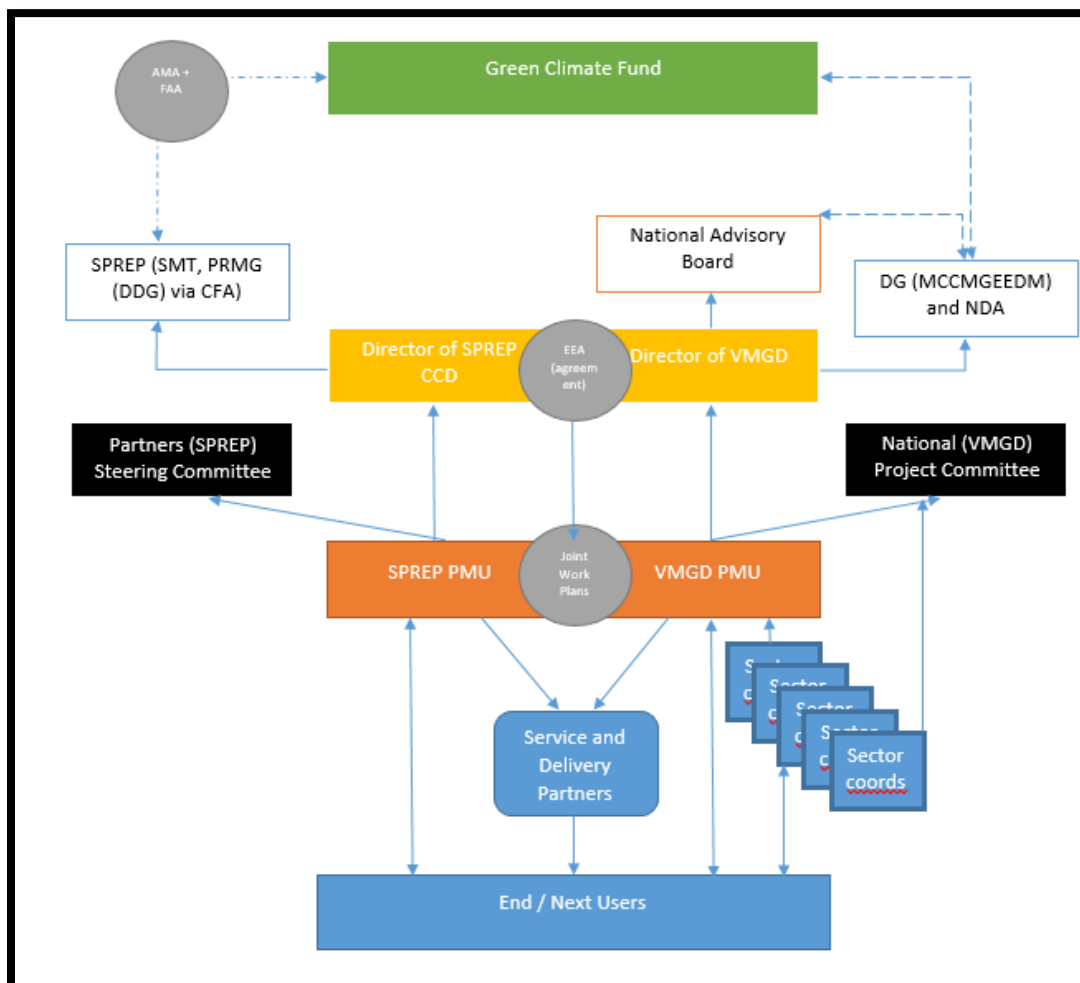 Green Climate Fund
AMA +
FAA
National Advisory
Board
SPREP (SMT, PRMG
(DDG) via CFA)
DG (MCCMGEEDM)
and NDA
Director of SPREP
CCD
EEA
(agreem
ent)
Director of VMGD
Partners (SPREP)
Steering Committee
National (VMGD)
Project Committee
SPREP PMU
Joint
Work
Plans
VMGD PMU
Sector
coords
Service and
Delivery
Partners
End / Next Users